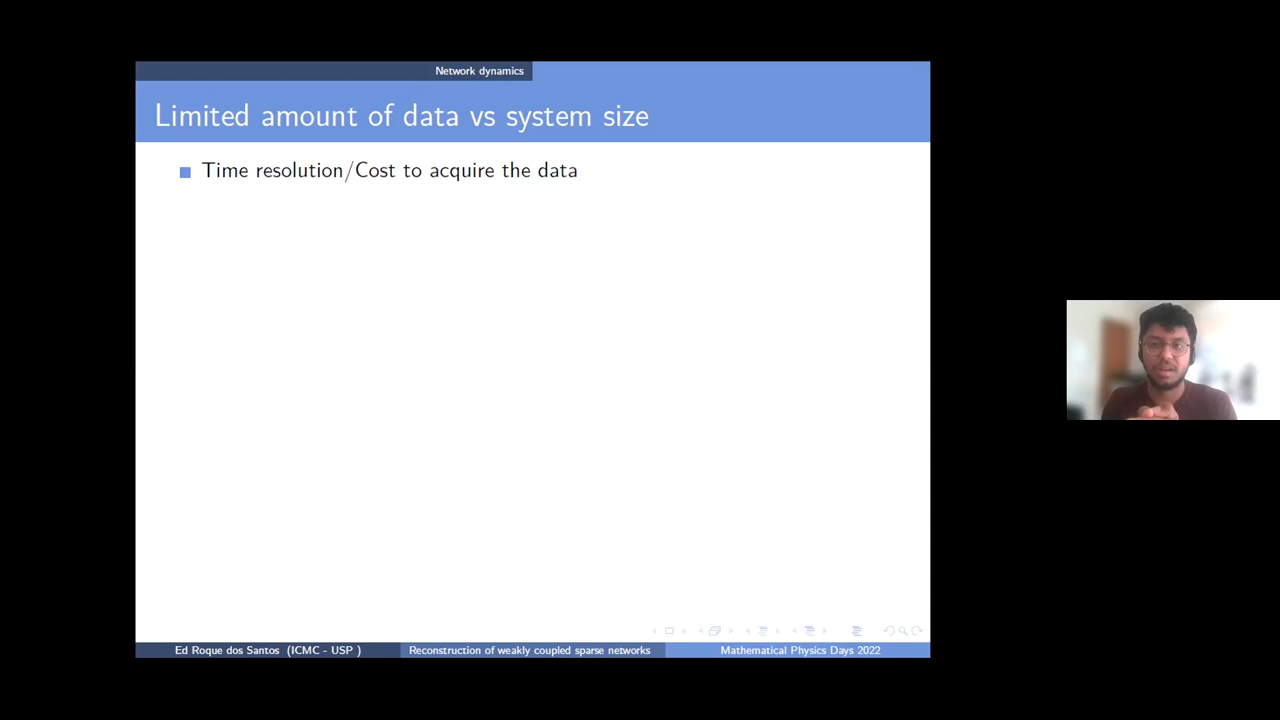 Network dynamics
Limited amount of data vs system size
Time resolution/Cost to acquire the data
Ed Roque dos Santos (ICMC - USP ) Reconstruction of weakly coupled sparse networks Mathematical Physics Days 2022